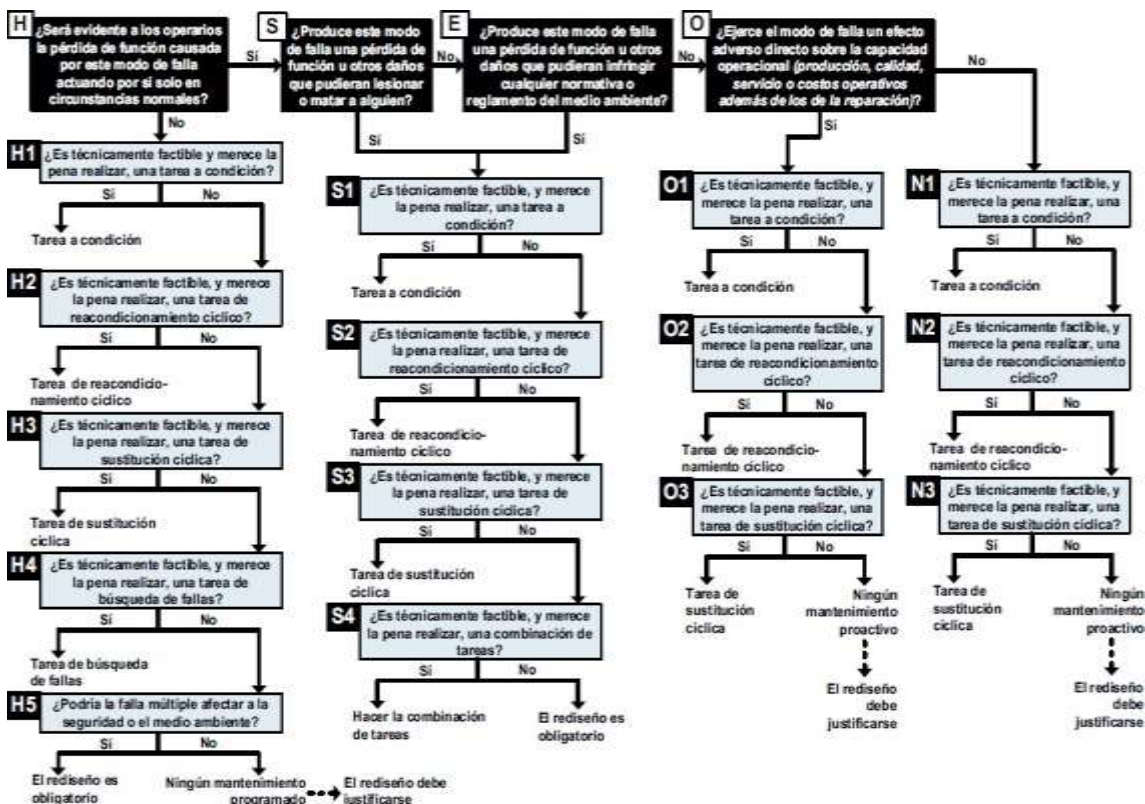 H
¿Será evidente a los operarios
la pérdida de función causada
por este modo de falla
actuando por si solo en
circunstancias normales?
Sí
No
S
¿Produce este modo
de falla una pérdida de
función u otros daños
que pudieran lesionar
o matar a alguien?
No
Sí
E
¿Produce este modo de falla
una pérdida de función u otros
daños que pudieran infringir
cualquier normativa o
reglamento del medio ambiente?
No
Sí
O
¿Ejerce el modo de falla un efecto
adverso directo sobre la capacidad
operacional (producción, calidad,
servicio o costos operativos
además de los de la reparación)?
No
Sí
H1
¿Es técnicamente factible y merece la
pena realizar, una tarea a condición?
Sí
No
Tarea a condición
H2
¿Es técnicamente factible, y merece
la pena realizar, una tarea de
reacondicionamiento cíclico?
Sí
No
Tarea de reacondicio-
namiento cíclico
H3
¿Es técnicamente factible, y merece
la pena realizar, una tarea de
sustitución cíclica?
Sí
No
Tarea de sustitución
cíclica
H4
¿Es técnicamente factible, y merece
la pena realizar, una tarea de
búsqueda de fallas?
Sí
No
Tarea de búsqueda
de fallas
H5
¿Podría la falla múltiple afectar a la
seguridad o el medio ambiente?
Sí
No
El rediseño es
obligatorio
Ningún mantenimiento
programado
El rediseño debe
justificarse
S1
¿Es técnicamente factible, y merece
la pena realizar, una tarea a
condición?
Sí
No
Tarea a condición
S2
¿Es técnicamente factible, y merece
la pena realizar, una tarea de
reacondicionamiento cíclico?
Sí
No
Tarea de reacondicio-
namiento cíclico
S3
¿Es técnicamente factible, y merece
la pena realizar, una tarea de
sustitución cíclica?
Sí
No
Tarea de sustitución
cíclica
S4
¿Es técnicamente factible, y merece
la pena realizar, una combinación de
tareas?
Sí
No
Hacer la combinación
de tareas
El rediseño es
obligatorio
O1
¿Es técnicamente factible, y
merece la pena realizar, una
tarea a condición?
Sí
No
Tarea a condición
O2
¿Es técnicamente factible, y
merece la pena realizar, una
tarea de reacondicionamiento
cíclico?
Sí
No
Tarea de reacondicio-
namiento cíclico
O3
¿Es técnicamente factible, y
merece la pena realizar, una
tarea de sustitución cíclica?
Sí
No
Tarea de
sustitución
cíclica
Ningún
mantenimiento
proactivo
El rediseño
debe
justificarse
N1
¿Es técnicamente factible, y
merece la pena realizar, una
tarea a condición?
Sí
No
Tarea a condición
N2
¿Es técnicamente factible, y
merece la pena realizar, una
tarea de reacondicionamiento
cíclico?
Sí
No
Tarea de reacondicio-
namiento cíclico
N3
¿Es técnicamente factible, y
merece la pena realizar, una
tarea de sustitución cíclica?
Sí
No
Tarea de
sustitución
cíclica
Ningún
mantenimiento
proactivo
El rediseño
debe
justificarse